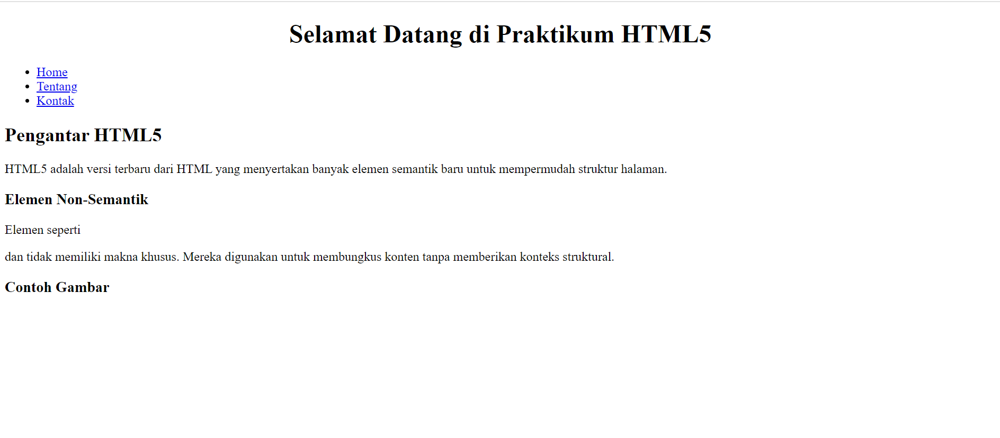 Selamat Datang di Praktikum HTML5
Home
Tentang
Kontak
Pengantar HTML5
HTML5 adalah versi terbaru dari HTML yang menyertakan banyak elemen semantik baru untuk mempermudah struktur halaman.
Elemen Non-Semantik
Elemen seperti
dan tidak memiliki makna khusus. Mereka digunakan untuk membungkus konten tanpa memberikan konteks struktural.
Contoh Gambar